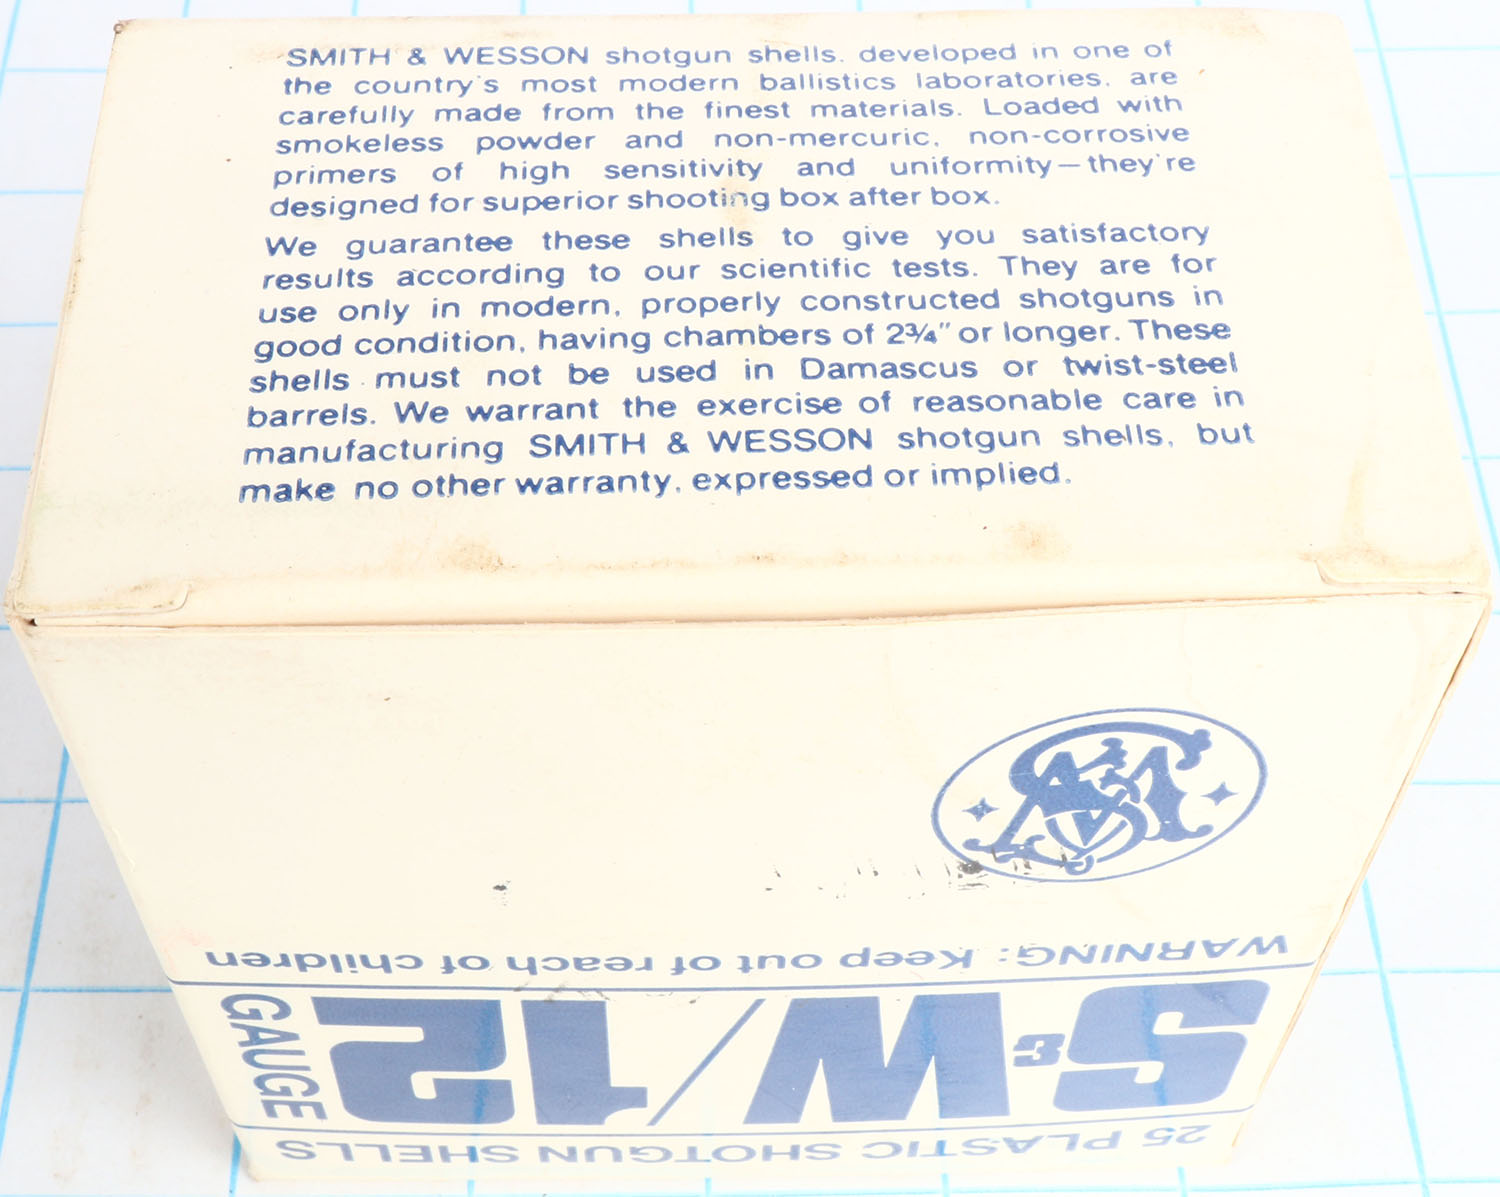 SMITH & WESSON shotgun shells, developed in one of
the country's most modern ballistics laboratories, are
carefully made from the finest materials. Loaded with
smokeless powder and non-mercuric, non-corrosive
primers of high sensitivity and uniformity—they're
designed for superior shooting box after box.
We guarantee these shells to give you satisfactory
results according to our scientific tests. They are for
use only in modern, properly constructed shotguns in
good condition, having chambers of 2¾" or longer. These
shells must not be used in Damascus or twist-steel
barrels. We warrant the exercise of reasonable care in
manufacturing SMITH & WESSON shotgun shells, but
make no other warranty, expressed or implied.
25 PLASTIC SHOTGUN SHELLS
S&W/12
GAUGE
WARNING: Keep out of reach of children
SW